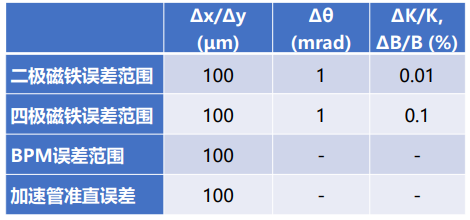 Δx/Δy Δθ ΔK/K,
(μm) (mrad) ΔB/B (%)
二极磁铁误差范围 100 1 0.01
四极磁铁误差范围 100 1 0.1
BPM误差范围 100 - -
加速管准直误差 100 - -